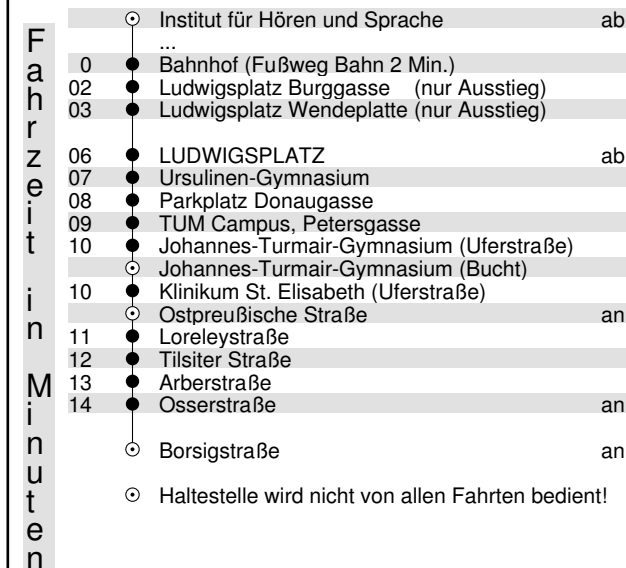 Fahrzeit in Minuten
Institut für Hören und Sprache ab
...
0 Bahnhof (Fußweg Bahn 2 Min.)
02 Ludwigsplatz Burggasse (nur Ausstieg)
03 Ludwigsplatz Wendeplatte (nur Ausstieg)
06 LUDWIGSPLATZ ab
07 Ursulinen-Gymnasium
08 Parkplatz Donaugasse
09 TUM Campus, Petersgasse
10 Johannes-Turmair-Gymnasium (Uferstraße)
Johannes-Turmair-Gymnasium (Bucht)
10 Klinikum St. Elisabeth (Uferstraße)
Ostpreußische Straße an
11 Loreleystraße
12 Tilsiter Straße
13 Arberstraße
14 Osserstraße an
Borsigstraße an
Haltestelle wird nicht von allen Fahrten bedient!